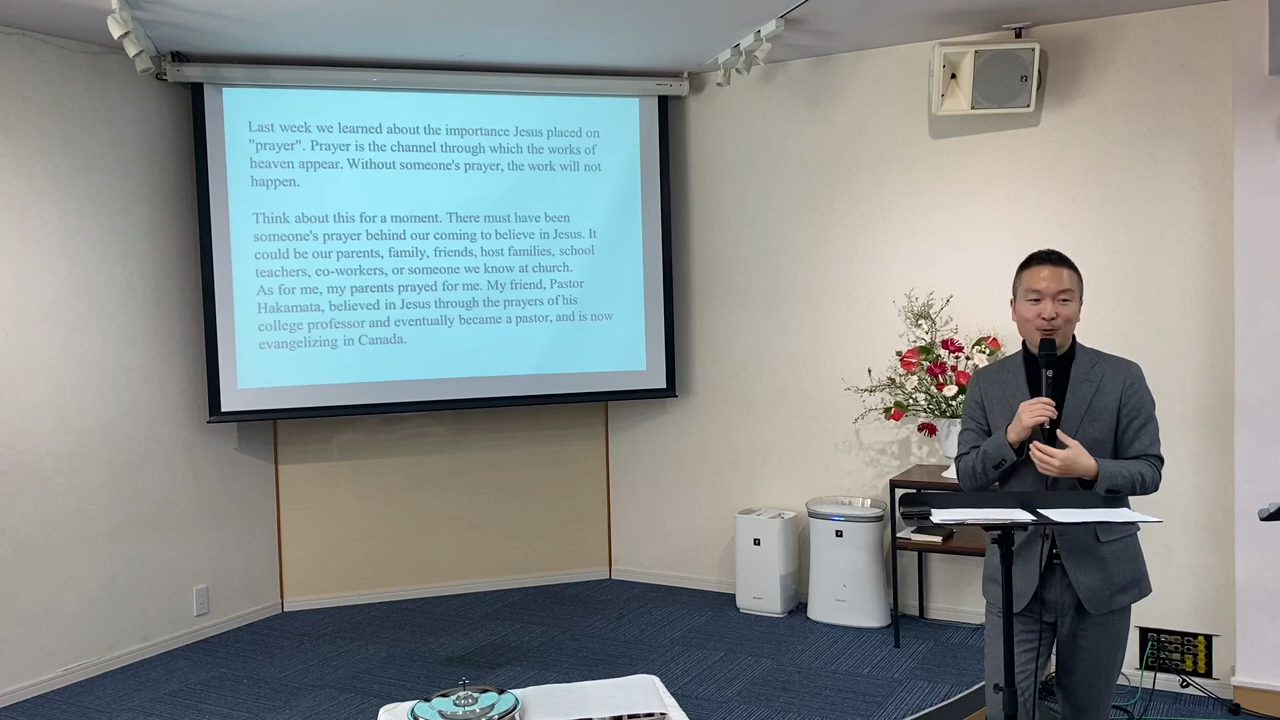 Last week we learned about the importance Jesus placed on
"prayer". Prayer is the channel through which the works of
heaven appear. Without someone's prayer, the work will not
happen.
Think about this for a moment. There must have been
someone's prayer behind our coming to believe in Jesus. It
could be our parents, family, friends, host families, school
teachers, co-workers, or someone we know at church.
As for me, my parents prayed for me. My friend, Pastor
Hakamata, believed in Jesus through the prayers of his
college professor and eventually became a pastor, and is now
evangelizing in Canada.